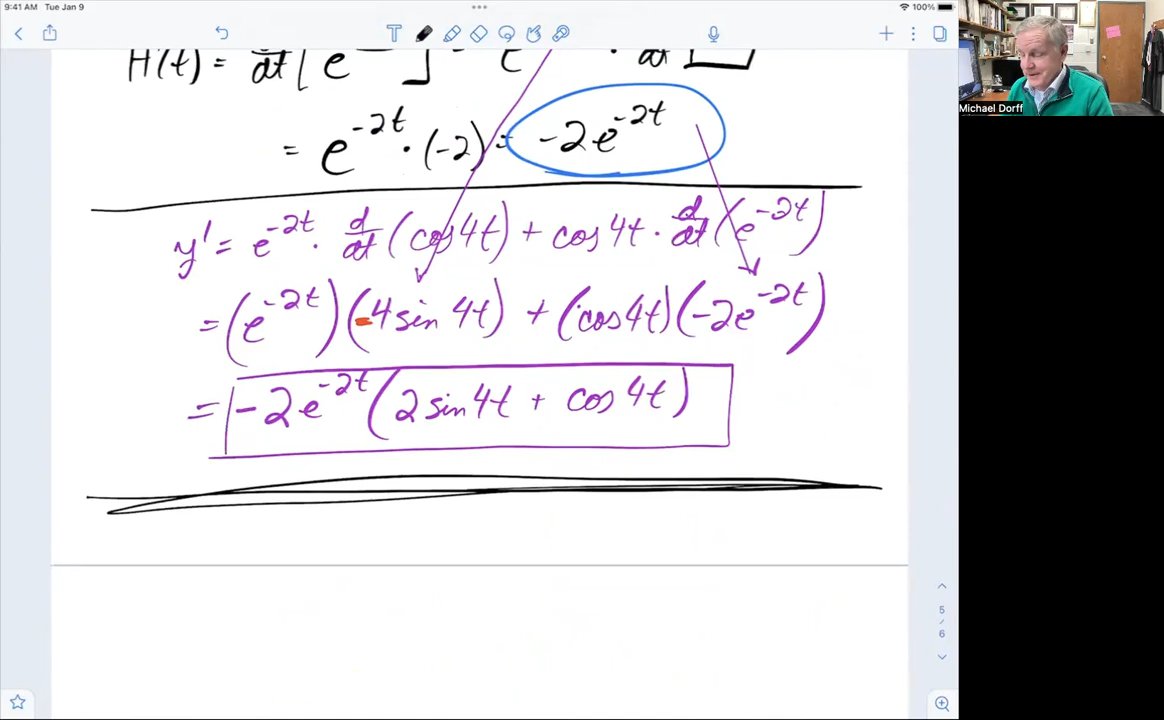 9:41 AM Tue Jan 9
100%
Michael Dorff
H'(t) = d/dt [ e ] = e · d/dt
= e^{-2t} · (-2) = -2e^{-2t}
y' = e^{-2t} · d/dt (cos 4t) + cos 4t · d/dt (e^{-2t})
= (e^{-2t}) (-4 sin 4t) + (cos 4t) (-2e^{-2t})
= -2e^{-2t} (2 sin 4t + cos 4t)
5
/
6